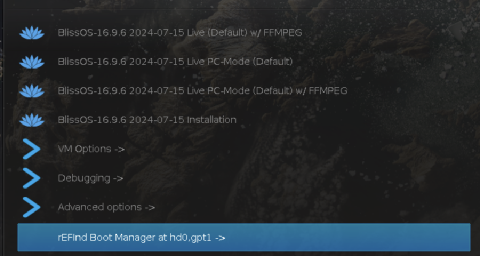 BlissOS-16.9.6 2024-07-15 Live (Default) w/ FFMPEG
BlissOS-16.9.6 2024-07-15 Live PC-Mode (Default)
BlissOS-16.9.6 2024-07-15 Live PC-Mode (Default) w/ FFMPEG
BlissOS-16.9.6 2024-07-15 Installation
VM Options ->
Debugging ->
Advanced options ->
rEFInd Boot Manager at hd0,gpt1 ->